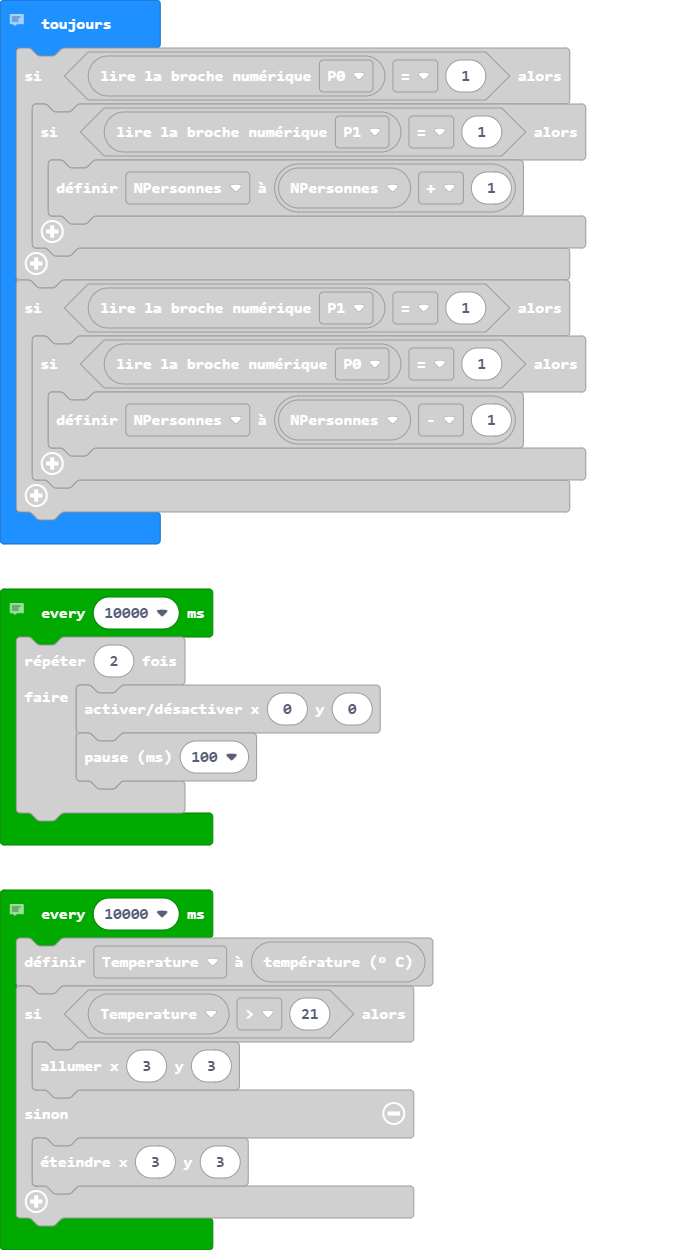 toujours
si lire la broche numérique P0 = 1 alors
si lire la broche numérique P1 = 1 alors
définir NPersonnes à NPersonnes + 1
si lire la broche numérique P1 = 1 alors
si lire la broche numérique P0 = 1 alors
définir NPersonnes à NPersonnes - 1
every 10000 ms
répéter 2 fois
faire
activer/désactiver x 0 y 0
pause (ms) 100
every 10000 ms
définir Temperature à température (° C)
si Temperature > 21 alors
allumer x 3 y 3
sinon
éteindre x 3 y 3